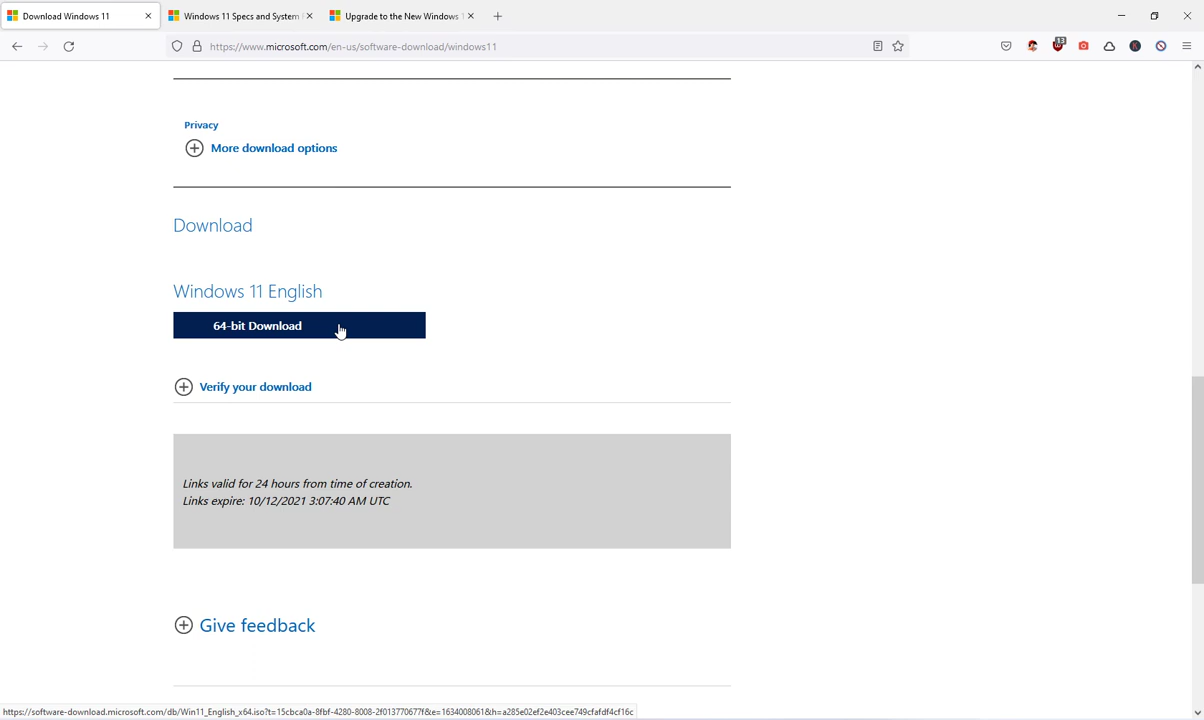 Download Windows 11
Windows 11 Specs and System
Upgrade to the New Windows
https://www.microsoft.com/en-us/software-download/windows11
13
K
Privacy
More download options
Download
Windows 11 English
64-bit Download
Verify your download
Links valid for 24 hours from time of creation.
Links expire: 10/12/2021 3:07:40 AM UTC
Give feedback
https://software-download.microsoft.com/db/Win11_English_x64.iso?t=15cbca0a-8fbf-4280-8008-2f013770677f&e=1634008061&h=a285e02ef2e403cee749cfafdf4cf16c